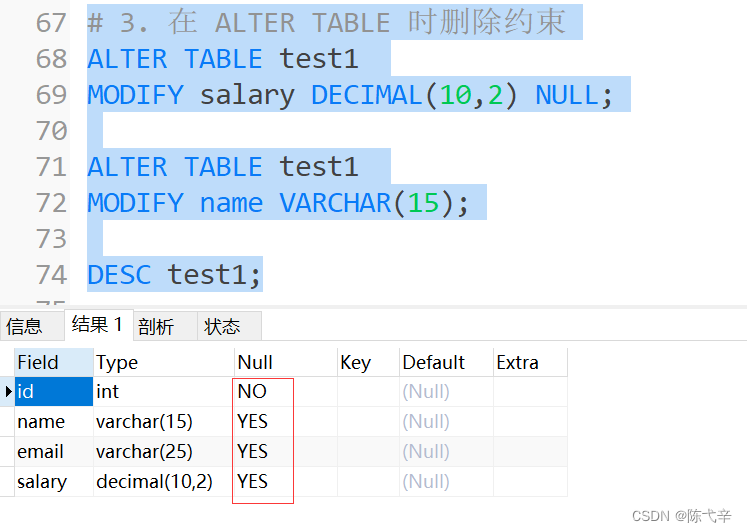 67 # 3. 在 ALTER TABLE 时删除约束
68 ALTER TABLE test1
69 MODIFY salary DECIMAL(10,2) NULL;
70
71 ALTER TABLE test1
72 MODIFY name VARCHAR(15);
73
74 DESC test1;
信息 结果 1 剖析 状态
Field Type Null Key Default Extra
id int NO (Null)
name varchar(15) YES (Null)
email varchar(25) YES (Null)
salary decimal(10,2) YES (Null)
CSDN @陈弋辛